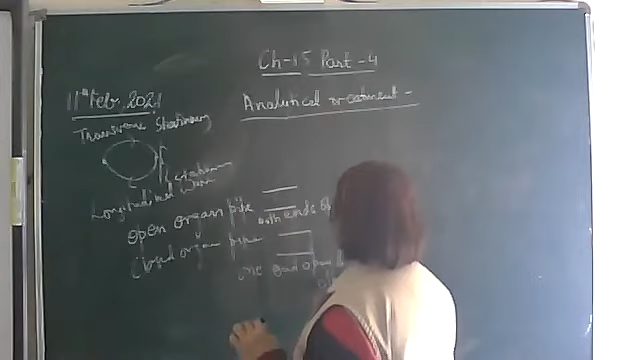 Ch-15 Part-4
11th Feb. 2021
Analytical treatment -
Transverse Stationary
Longitudinal Wave
open organ pipe
both ends
closed organ pipe
one end open